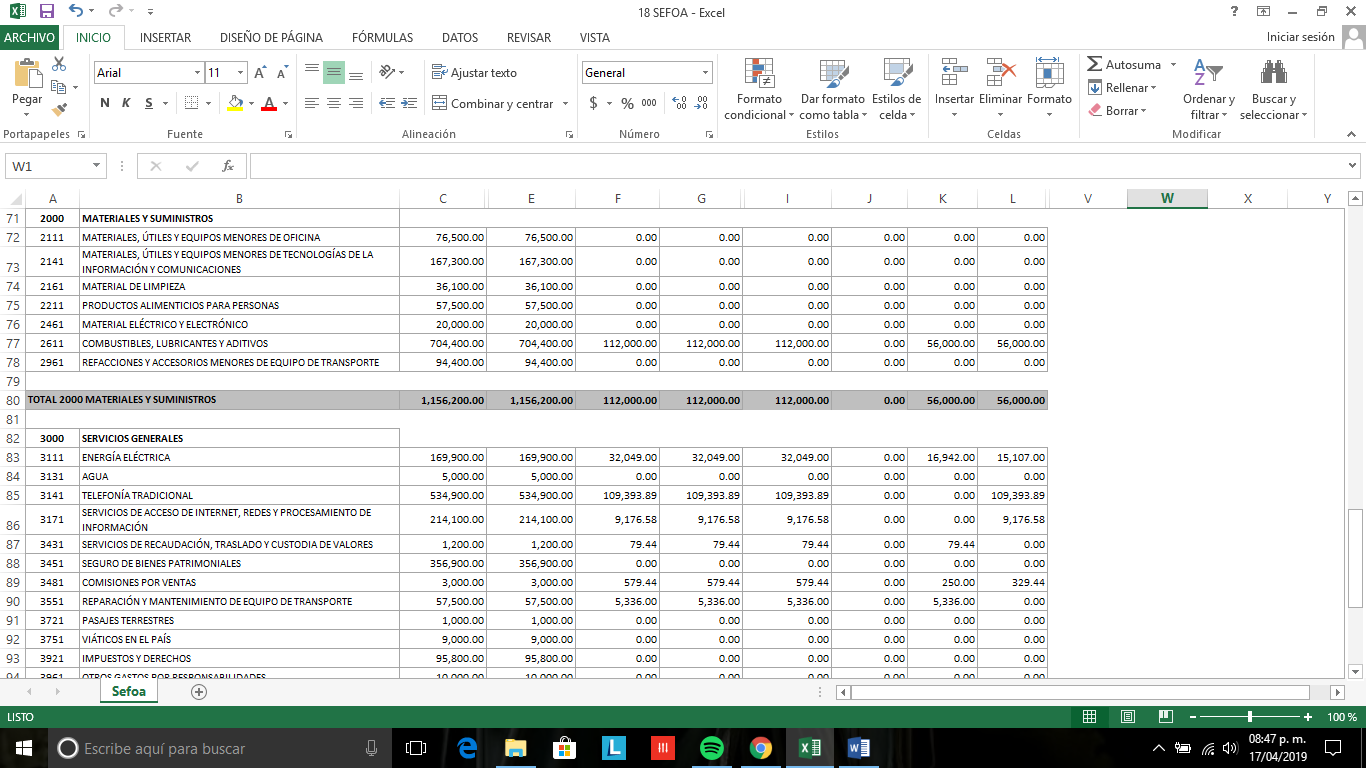 18 SEFOA - Excel
ARCHIVO INICIO INSERTAR DISEÑO DE PÁGINA FÓRMULAS DATOS REVISAR VISTA Iniciar sesión
Pegar
Portapapeles
Arial 11
N K S
Fuente
Ajustar texto
Combinar y centrar
Alineación
General
$ % 000
Número
Formato condicional
Dar formato como tabla
Estilos de celda
Estilos
Insertar Eliminar Formato
Celdas
Autosuma
Rellenar
Borrar
Ordenar y filtrar
Buscar y seleccionar
Modificar
W1
A B C E F G I J K L V W X Y
71 2000 MATERIALES Y SUMINISTROS
72 2111 MATERIALES, ÚTILES Y EQUIPOS MENORES DE OFICINA 76,500.00 76,500.00 0.00 0.00 0.00 0.00 0.00 0.00
73 2141 MATERIALES, ÚTILES Y EQUIPOS MENORES DE TECNOLOGÍAS DE LA
INFORMACIÓN Y COMUNICACIONES 167,300.00 167,300.00 0.00 0.00 0.00 0.00 0.00 0.00
74 2161 MATERIAL DE LIMPIEZA 36,100.00 36,100.00 0.00 0.00 0.00 0.00 0.00 0.00
75 2211 PRODUCTOS ALIMENTICIOS PARA PERSONAS 57,500.00 57,500.00 0.00 0.00 0.00 0.00 0.00 0.00
76 2461 MATERIAL ELÉCTRICO Y ELECTRÓNICO 20,000.00 20,000.00 0.00 0.00 0.00 0.00 0.00 0.00
77 2611 COMBUSTIBLES, LUBRICANTES Y ADITIVOS 704,400.00 704,400.00 112,000.00 112,000.00 112,000.00 0.00 56,000.00 56,000.00
78 2961 REFACCIONES Y ACCESORIOS MENORES DE EQUIPO DE TRANSPORTE 94,400.00 94,400.00 0.00 0.00 0.00 0.00 0.00 0.00
79
80 TOTAL 2000 MATERIALES Y SUMINISTROS 1,156,200.00 1,156,200.00 112,000.00 112,000.00 112,000.00 0.00 56,000.00 56,000.00
81
82 3000 SERVICIOS GENERALES
83 3111 ENERGÍA ELÉCTRICA 169,900.00 169,900.00 32,049.00 32,049.00 32,049.00 0.00 16,942.00 15,107.00
84 3131 AGUA 5,000.00 5,000.00 0.00 0.00 0.00 0.00 0.00 0.00
85 3141 TELEFONÍA TRADICIONAL 534,900.00 534,900.00 109,393.89 109,393.89 109,393.89 0.00 0.00 109,393.89
86 3171 SERVICIOS DE ACCESO DE INTERNET, REDES Y PROCESAMIENTO DE
INFORMACIÓN 214,100.00 214,100.00 9,176.58 9,176.58 9,176.58 0.00 0.00 9,176.58
87 3431 SERVICIOS DE RECAUDACIÓN, TRASLADO Y CUSTODIA DE VALORES 1,200.00 1,200.00 79.44 79.44 79.44 0.00 79.44 0.00
88 3451 SEGURO DE BIENES PATRIMONIALES 356,900.00 356,900.00 0.00 0.00 0.00 0.00 0.00 0.00
89 3481 COMISIONES POR VENTAS 3,000.00 3,000.00 579.44 579.44 579.44 0.00 250.00 329.44
90 3551 REPARACIÓN Y MANTENIMIENTO DE EQUIPO DE TRANSPORTE 57,500.00 57,500.00 5,336.00 5,336.00 5,336.00 0.00 5,336.00 0.00
91 3721 PASAJES TERRESTRES 1,000.00 1,000.00 0.00 0.00 0.00 0.00 0.00 0.00
92 3751 VIÁTICOS EN EL PAÍS 9,000.00 9,000.00 0.00 0.00 0.00 0.00 0.00 0.00
93 3921 IMPUESTOS Y DERECHOS 95,800.00 95,800.00 0.00 0.00 0.00 0.00 0.00 0.00
94 3961 OTROS GASTOS POR RESPONSABILIDADES 10,000.00 10,000.00 0.00 0.00 0.00 0.00 0.00 0.00
Sefoa
LISTO 100 %
Escribe aquí para buscar
08:47 p. m.
17/04/2019